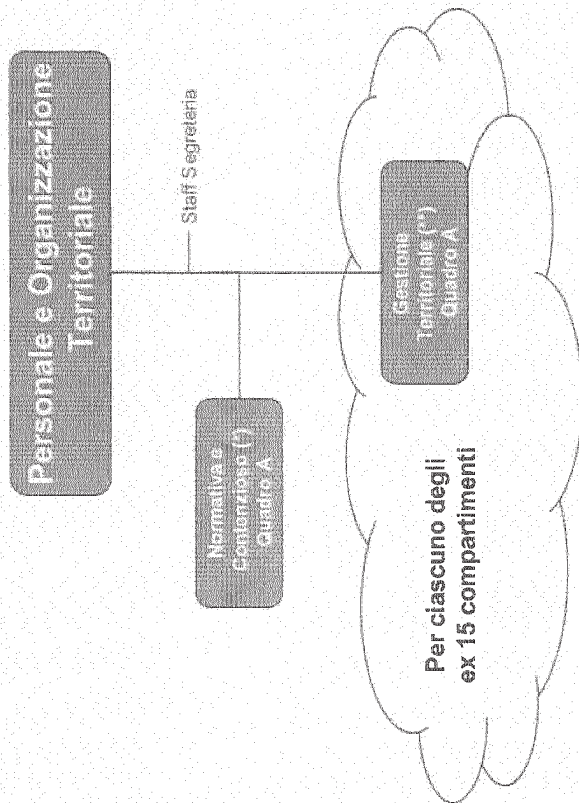 Personale e Organizzazione
Territoriale
Staff Segreteria
Normativa e
Contenzioso (*)
Quadro A
Gestione
Territoriale (*)
Quadro A
Per ciascuno degli
ex 15 compartimenti